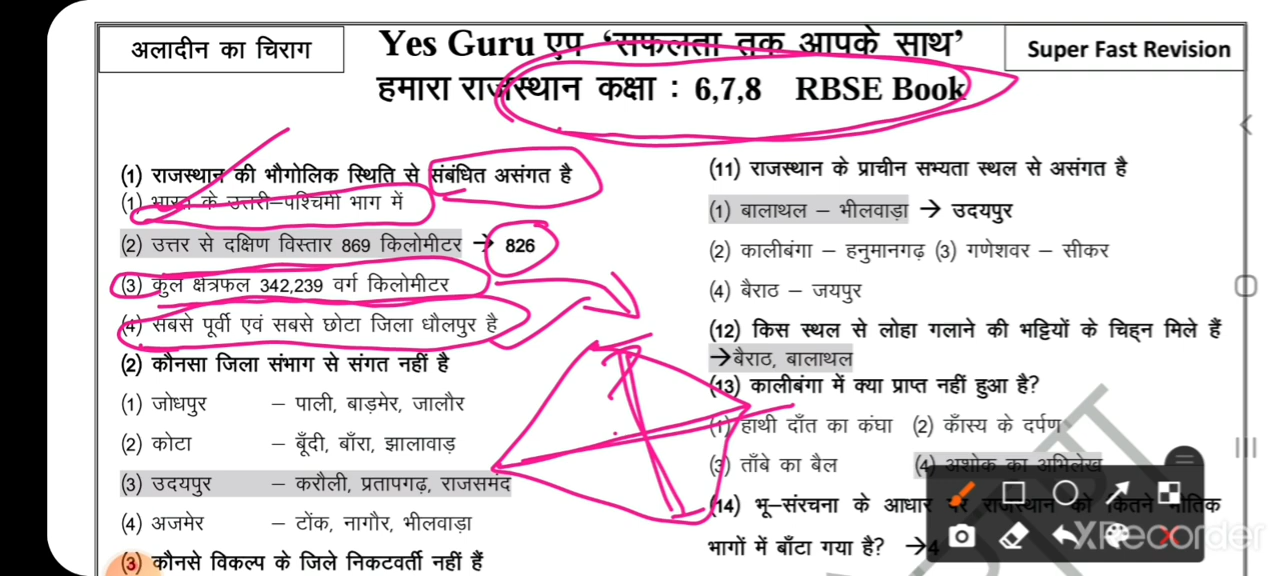 अलादीन का चिराग
Yes Guru एप ‘सफलता तक आपके साथ’
हमारा राजस्थान कक्षा : 6,7,8 RBSE Book
Super Fast Revision
(1) राजस्थान की भौगोलिक स्थिति से संबंधित असंगत है
(1) भारत के उत्तरी–पश्चिमी भाग में
(2) उत्तर से दक्षिण विस्तार 869 किलोमीटर → 826
(3) कुल क्षेत्रफल 342,239 वर्ग किलोमीटर
(4) सबसे पूर्वी एवं सबसे छोटा जिला धौलपुर है
(2) कौनसा जिला संभाग से संगत नहीं है
(1) जोधपुर – पाली, बाड़मेर, जालौर
(2) कोटा – बूँदी, बाँरा, झालावाड़
(3) उदयपुर – करौली, प्रतापगढ़, राजसमंद
(4) अजमेर – टोंक, नागौर, भीलवाड़ा
(3) कौनसे विकल्प के जिले निकटवर्ती नहीं हैं
(11) राजस्थान के प्राचीन सभ्यता स्थल से असंगत है
(1) बालाथल – भीलवाड़ा → उदयपुर
(2) कालीबंगा – हनुमानगढ़ (3) गणेशवर – सीकर
(4) बैराठ – जयपुर
(12) किस स्थल से लोहा गलाने की भट्टियों के चिह्न मिले हैं
→बैराठ, बालाथल
(13) कालीबंगा में क्या प्राप्त नहीं हुआ है?
(1) हाथी दाँत का कंघा (2) काँस्य के दर्पण
(3) ताँबे का बैल (4) अशोक का अभिलेख
(14) भू–संरचना के आधार पर राजस्थान को कितने भौतिक
भागों में बाँटा गया है? →4
XRecorder